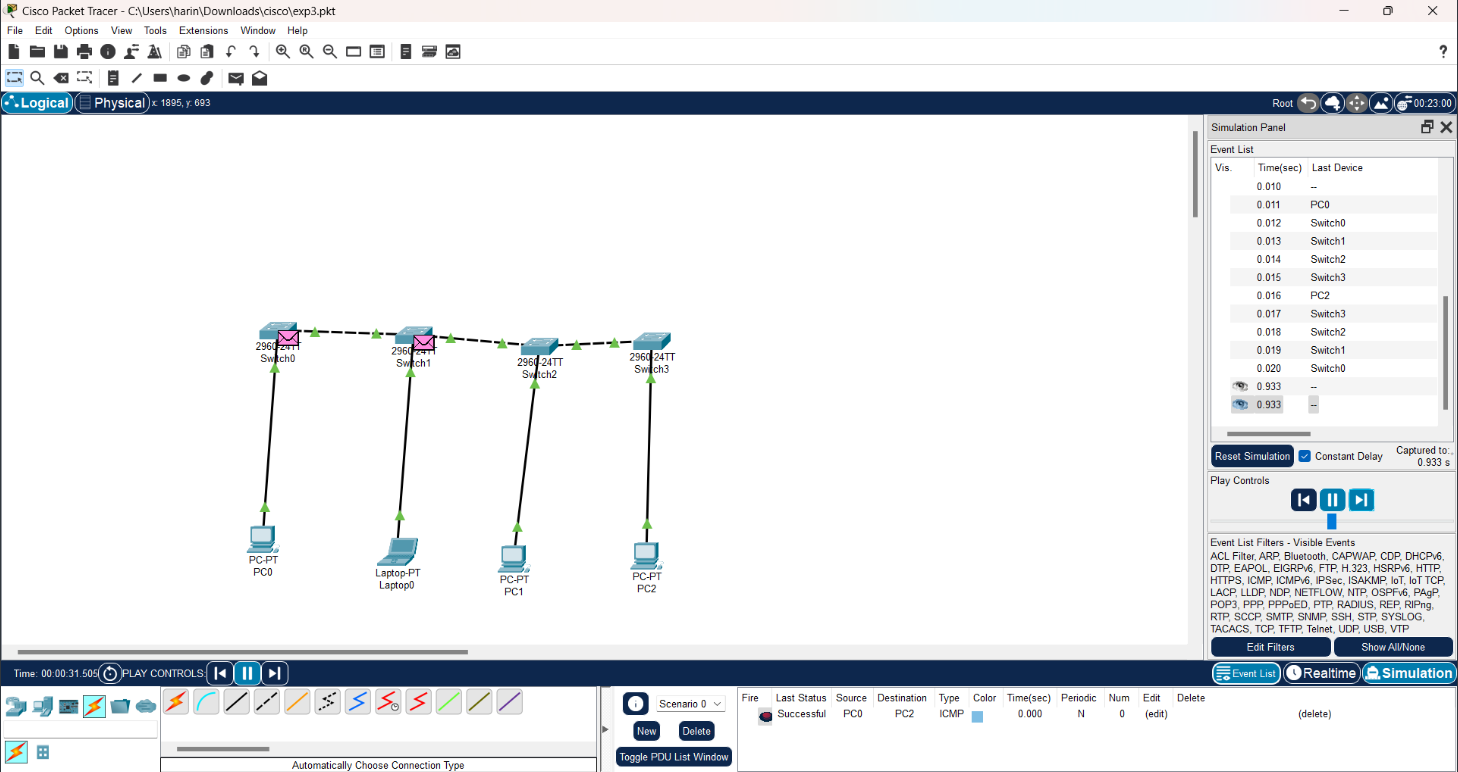 Cisco Packet Tracer - C:\Users\harin\Downloads\cisco\exp3.pkt
File Edit Options View Tools Extensions Window Help
?
Logical Physical x: 1895, y: 693 Root 00:23:00
Simulation Panel
Event List
Vis. Time(sec) Last Device
0.010 --
0.011 PC0
0.012 Switch0
0.013 Switch1
0.014 Switch2
0.015 Switch3
0.016 PC2
0.017 Switch3
0.018 Switch2
0.019 Switch1
0.020 Switch0
0.933 --
0.933 --
Reset Simulation Constant Delay Captured to:
0.933 s
Play Controls
Event List Filters - Visible Events
ACL Filter, ARP, Bluetooth, CAPWAP, CDP, DHCPv6,
DTP, EAPOL, EIGRPv6, FTP, H.323, HSRPv6, HTTP,
HTTPS, ICMP, ICMPv6, IPSec, ISAKMP, IoT, IoT TCP,
LACP, LLDP, NDP, NETFLOW, NTP, OSPFv6, PAgP,
POP3, PPP, PPPoED, PTP, RADIUS, REP, RIPng,
RTP, SCCP, SMTP, SNMP, SSH, STP, SYSLOG,
TACACS, TCP, TFTP, Telnet, UDP, USB, VTP
Edit Filters Show All/None
2960-24TT
Switch0
2960-24TT
Switch1
2960-24TT
Switch2
2960-24TT
Switch3
PC-PT
PC0
Laptop-PT
Laptop0
PC-PT
PC1
PC-PT
PC2
Time: 00:00:31.505 PLAY CONTROLS: Event List Realtime Simulation
Scenario 0
New Delete
Toggle PDU List Window
Fire Last Status Source Destination Type Color Time(sec) Periodic Num Edit Delete
Successful PC0 PC2 ICMP 0.000 N 0 (edit) (delete)
Automatically Choose Connection Type